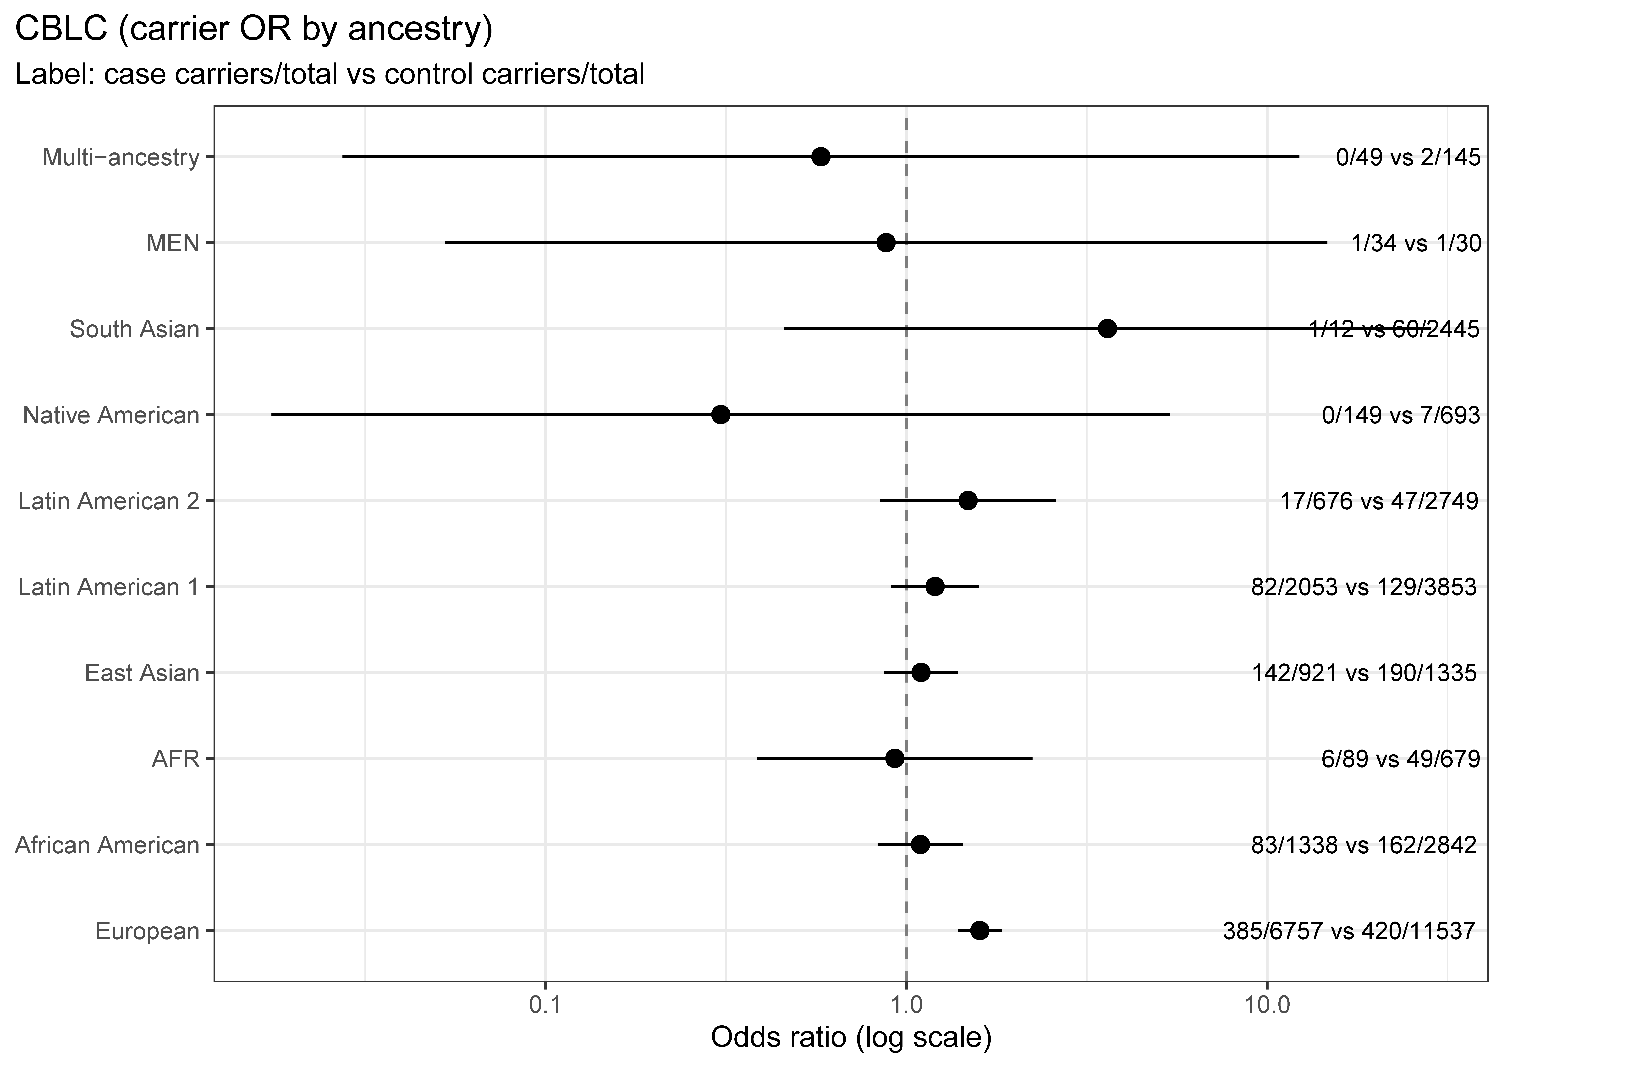 CBLC (carrier OR by ancestry)
Label: case carriers/total vs control carriers/total
Multi−ancestry 0/49 vs 2/145
MEN 1/34 vs 1/30
South Asian 1/12 vs 60/2445
Native American 0/149 vs 7/693
Latin American 2 17/676 vs 47/2749
Latin American 1 82/2053 vs 129/3853
East Asian 142/921 vs 190/1335
AFR 6/89 vs 49/679
African American 83/1338 vs 162/2842
European 385/6757 vs 420/11537
0.1 1.0 10.0
Odds ratio (log scale)